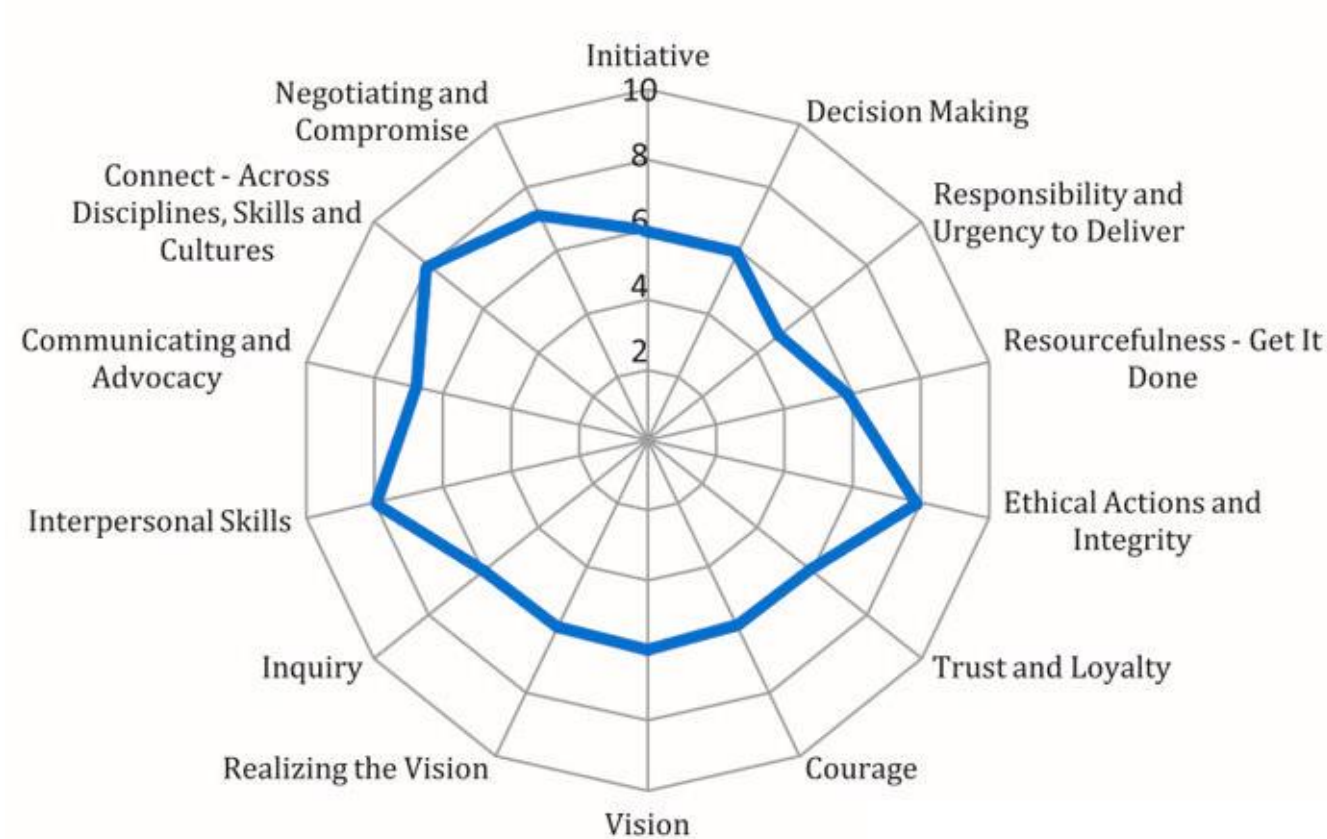 Initiative
10
8
6
4
2
Decision Making
Responsibility and
Urgency to Deliver
Resourcefulness - Get It
Done
Ethical Actions and
Integrity
Trust and Loyalty
Courage
Vision
Realizing the Vision
Inquiry
Interpersonal Skills
Communicating and
Advocacy
Connect - Across
Disciplines, Skills and
Cultures
Negotiating and
Compromise